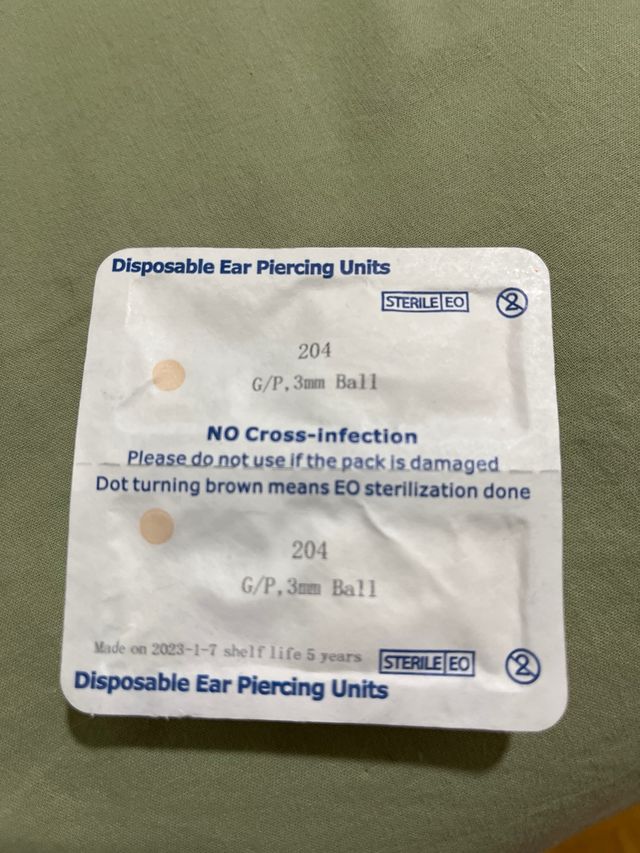 Disposable Ear Piercing Units
STERILE EO
204
G/P,3mm Ball
NO Cross-infection
Please do not use if the pack is damaged
Dot turning brown means EO sterilization done
204
G/P,3mm Ball
Made on 2023-1-7 shelf life 5 years
STERILE EO
Disposable Ear Piercing Units